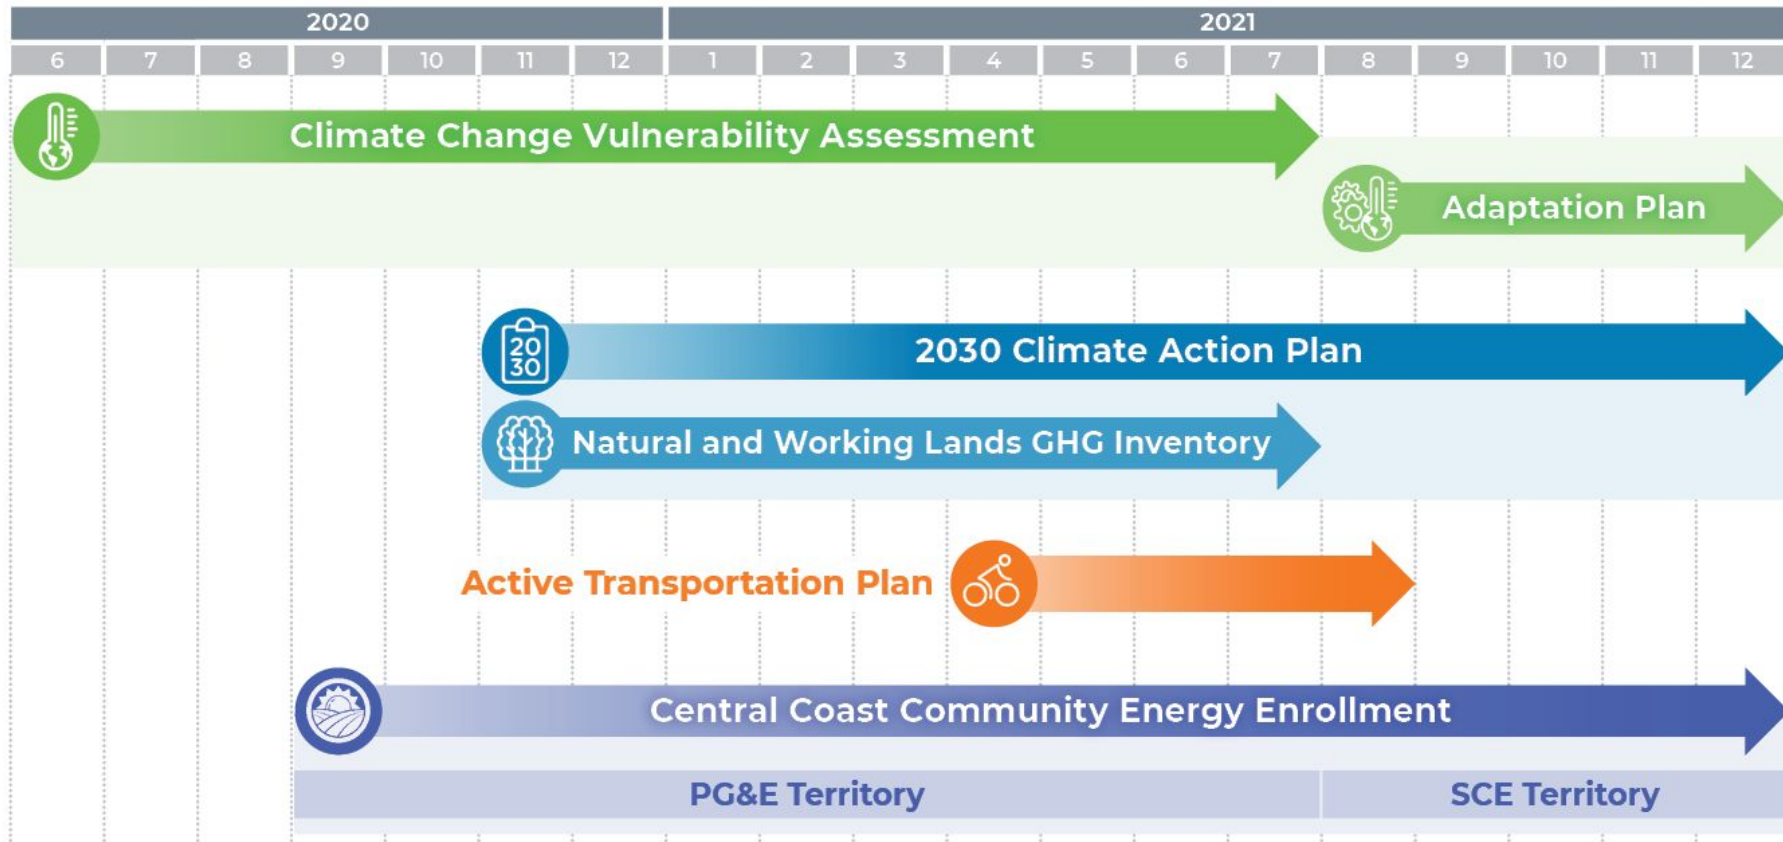 2020 2021
6 7 8 9 10 11 12 1 2 3 4 5 6 7 8 9 10 11 12
Climate Change Vulnerability Assessment
Adaptation Plan
20
30
2030 Climate Action Plan
Natural and Working Lands GHG Inventory
Active Transportation Plan
Central Coast Community Energy Enrollment
PG&E Territory SCE Territory